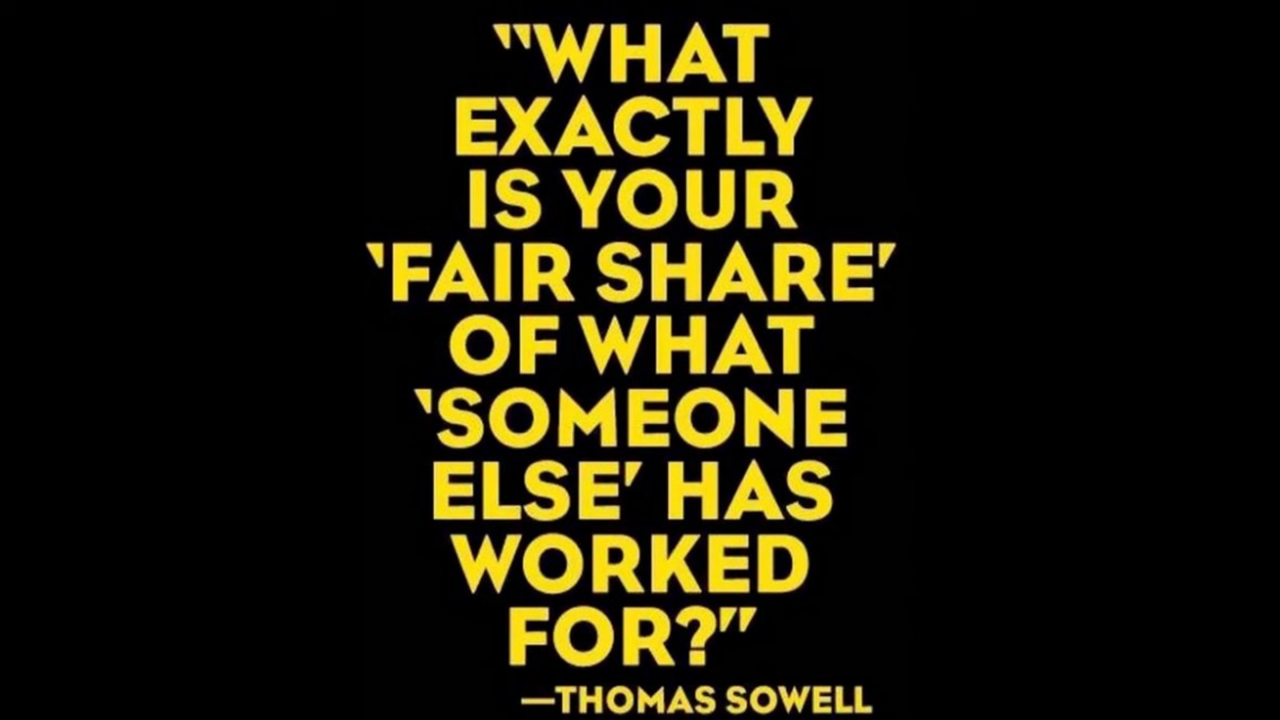 "WHAT
EXACTLY
IS YOUR
'FAIR SHARE'
OF WHAT
'SOMEONE
ELSE' HAS
WORKED
FOR?"
—THOMAS SOWELL